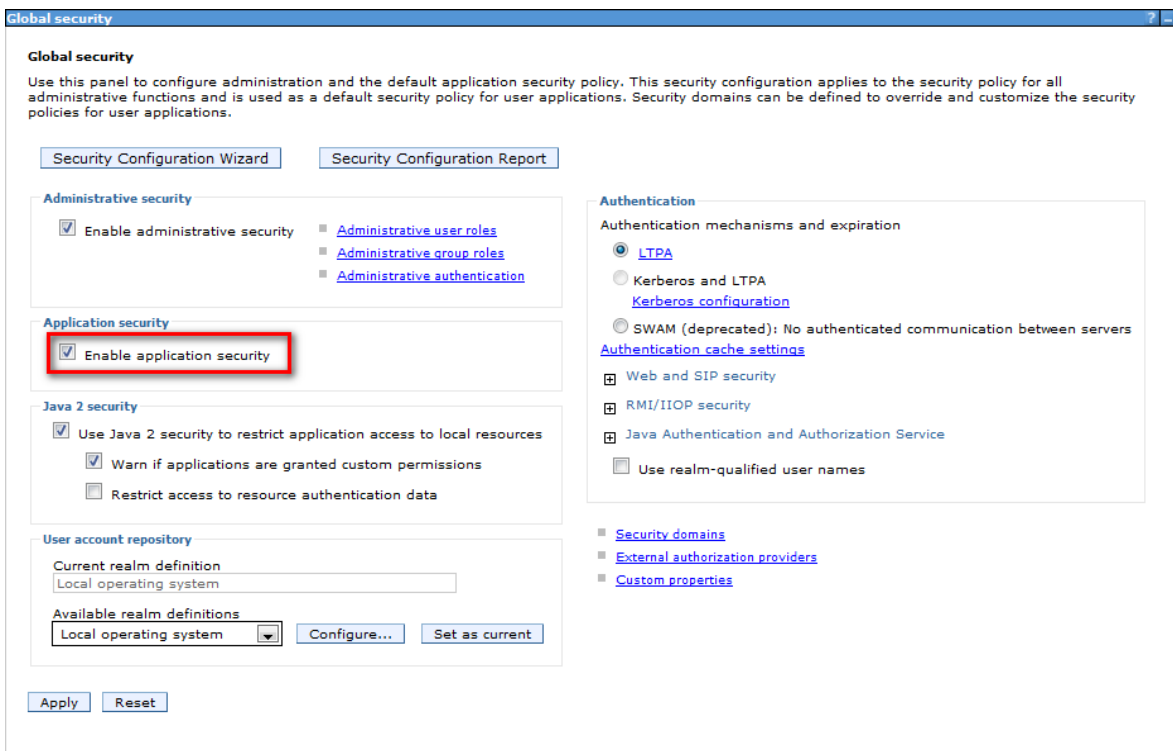 Global security
?
Global security
Use this panel to configure administration and the default application security policy. This security configuration applies to the security policy for all
administrative functions and is used as a default security policy for user applications. Security domains can be defined to override and customize the security
policies for user applications.
Security Configuration Wizard
Security Configuration Report
Administrative security
Enable administrative security
Administrative user roles
Administrative group roles
Administrative authentication
Application security
Enable application security
Java 2 security
Use Java 2 security to restrict application access to local resources
Warn if applications are granted custom permissions
Restrict access to resource authentication data
User account repository
Current realm definition
Local operating system
Available realm definitions
Local operating system
Configure...
Set as current
Authentication
Authentication mechanisms and expiration
LTPA
Kerberos and LTPA
Kerberos configuration
SWAM (deprecated): No authenticated communication between servers
Authentication cache settings
Web and SIP security
RMI/IIOP security
Java Authentication and Authorization Service
Use realm-qualified user names
Security domains
External authorization providers
Custom properties
Apply
Reset